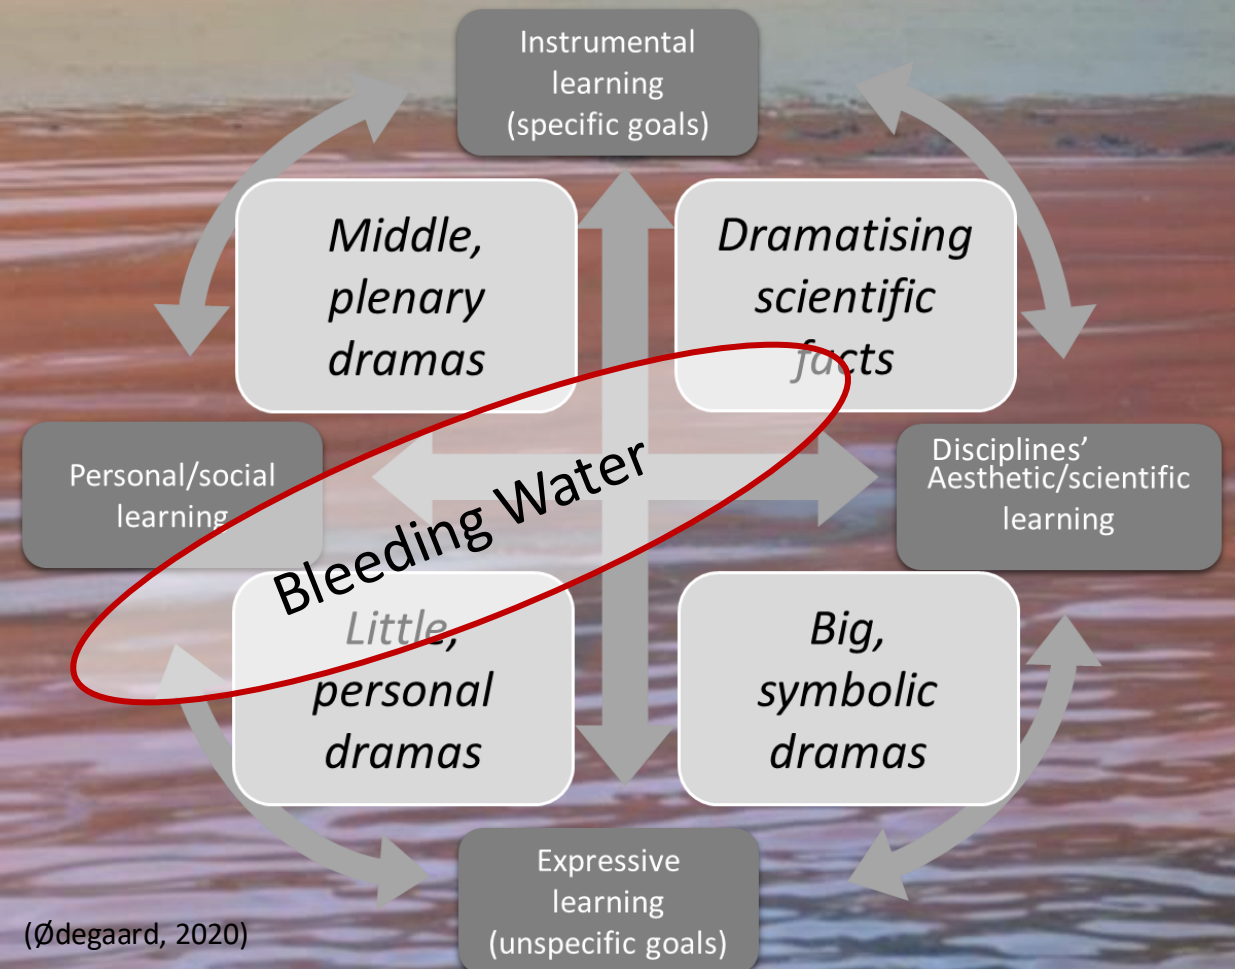 Instrumental
learning
(specific goals)
Middle,
plenary
dramas
Dramatising
scientific
facts
Personal/social
learning
Bleeding Water
Disciplines’
Aesthetic/scientific
learning
Little,
personal
dramas
Big,
symbolic
dramas
Expressive
learning
(unspecific goals)
(Ødegaard, 2020)